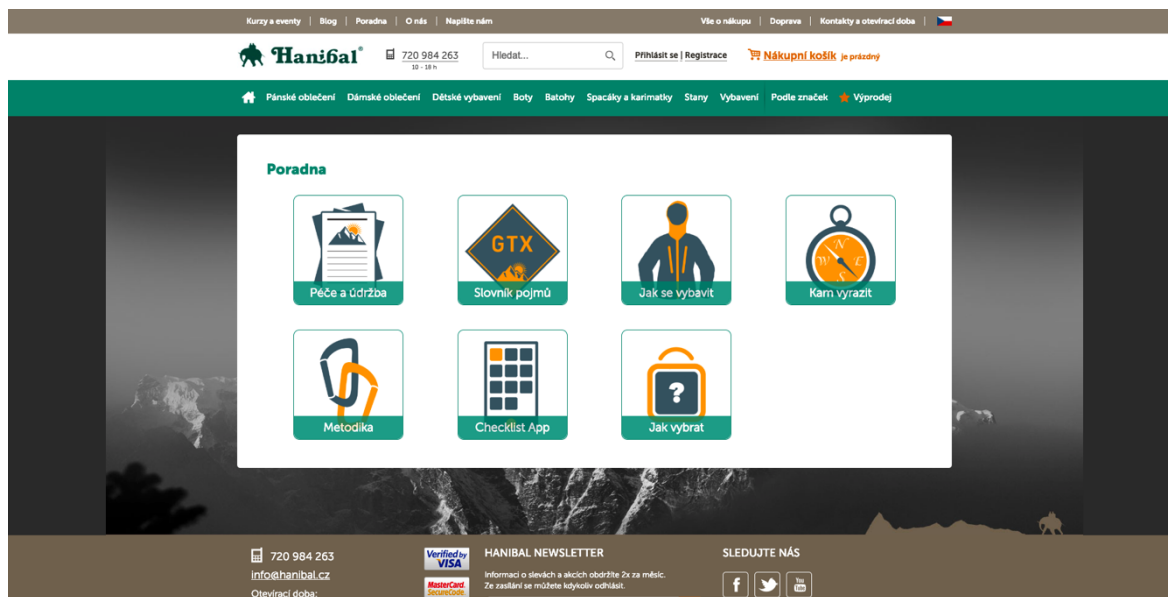 Kurzy a eventy | Blog | Poradna | O nás | Napište nám
Vše o nákupu | Doprava | Kontakty a otevírací doba |
Hanibal®
720 984 263
10 - 18 h
Hledat...
Přihlásit se | Registrace
Nákupní košík je prázdný
Pánské oblečení Dámské oblečení Dětské vybavení Boty Batohy Spacáky a karimatky Stany Vybavení Podle značek Výprodej
Poradna
GTX
N
W E
S
Péče a údržba
Slovník pojmů
Jak se vybavit
Kam vyrazit
?
Metodika
Checklist App
Jak vybrat
720 984 263
info@hanibal.cz
Otevírací doba:
Verified by
VISA
MasterCard.
SecureCode.
HANIBAL NEWSLETTER
Informaci o slevách a akcích obdržíte 2x za měsíc.
Ze zasílání se můžete kdykoliv odhlásit.
SLEDUJTE NÁS
f
You
Tube